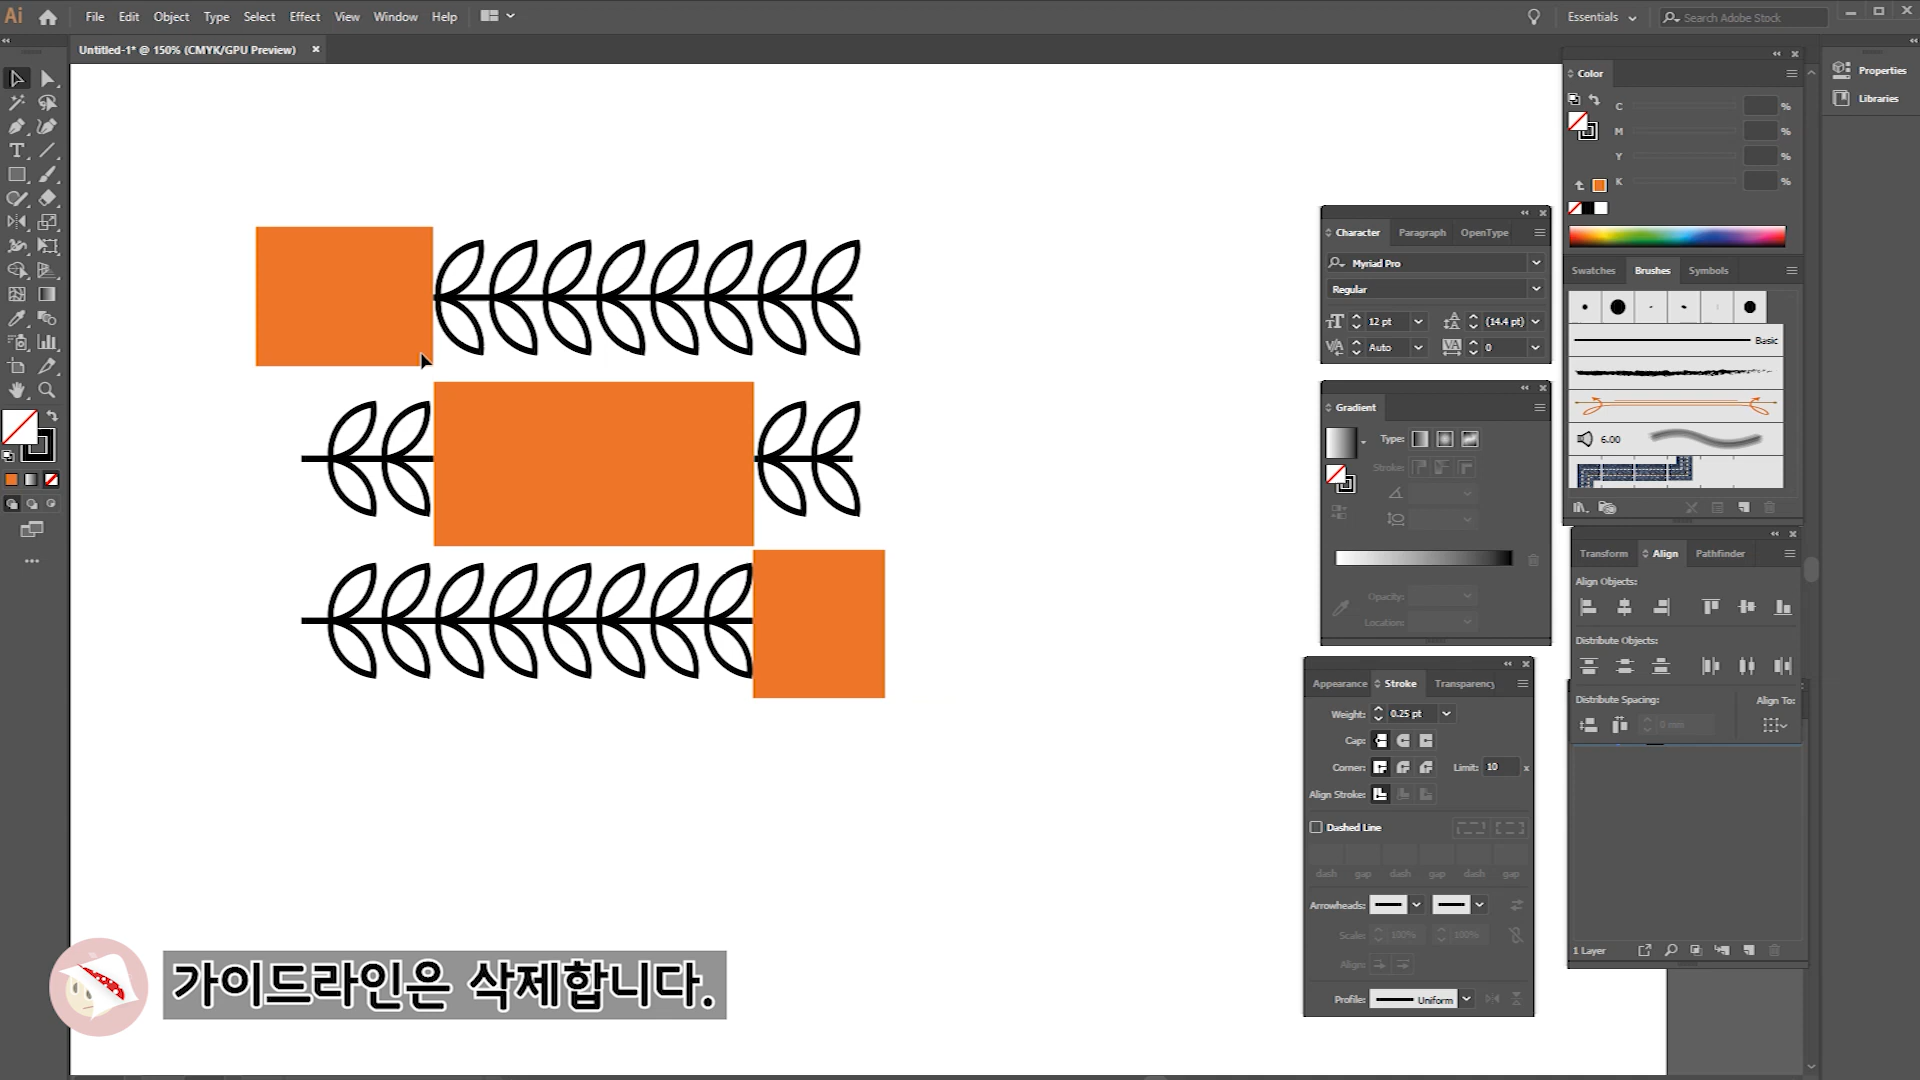 Ai File Edit Object Type Select Effect View Window Help Essentials Search Adobe Stock
Untitled-1* @ 150% (CMYK/GPU Preview)
Properties
Libraries
Color
C %
M %
Y %
K %
Swatches Brushes Symbols
Basic
6.00
Character Paragraph OpenType
Myriad Pro
Regular
12 pt (14.4 pt)
Auto 0
Gradient
Type:
Stroke:
Opacity:
Location:
Transform Align Pathfinder
Align Objects:
Distribute Objects:
Distribute Spacing: Align To:
0 mm
1 Layer
Appearance Stroke Transparency
Weight: 0.25 pt
Cap:
Corner: Limit: 10 x
Align Stroke:
Dashed Line
dash gap dash gap dash gap
Arrowheads:
Scale: 100% 100%
Align:
Profile: Uniform
가이드라인은 삭제합니다.